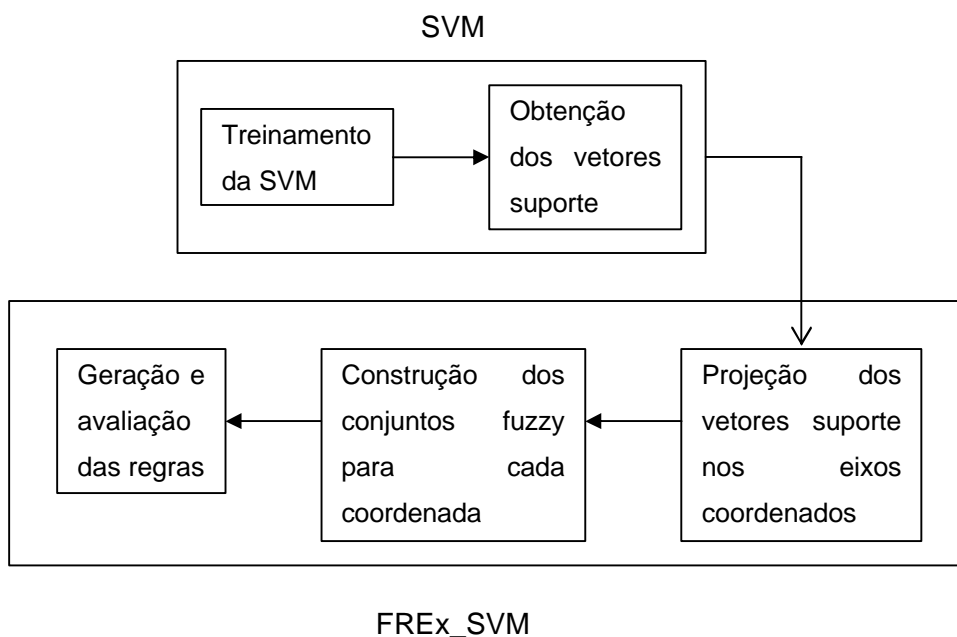 SVM
Treinamento
da SVM
Obtenção
dos vetores
suporte
Geração e
avaliação
das regras
Construção dos
conjuntos fuzzy
para cada
coordenada
Projeção dos
vetores suporte
nos eixos
coordenados
FREx_SVM